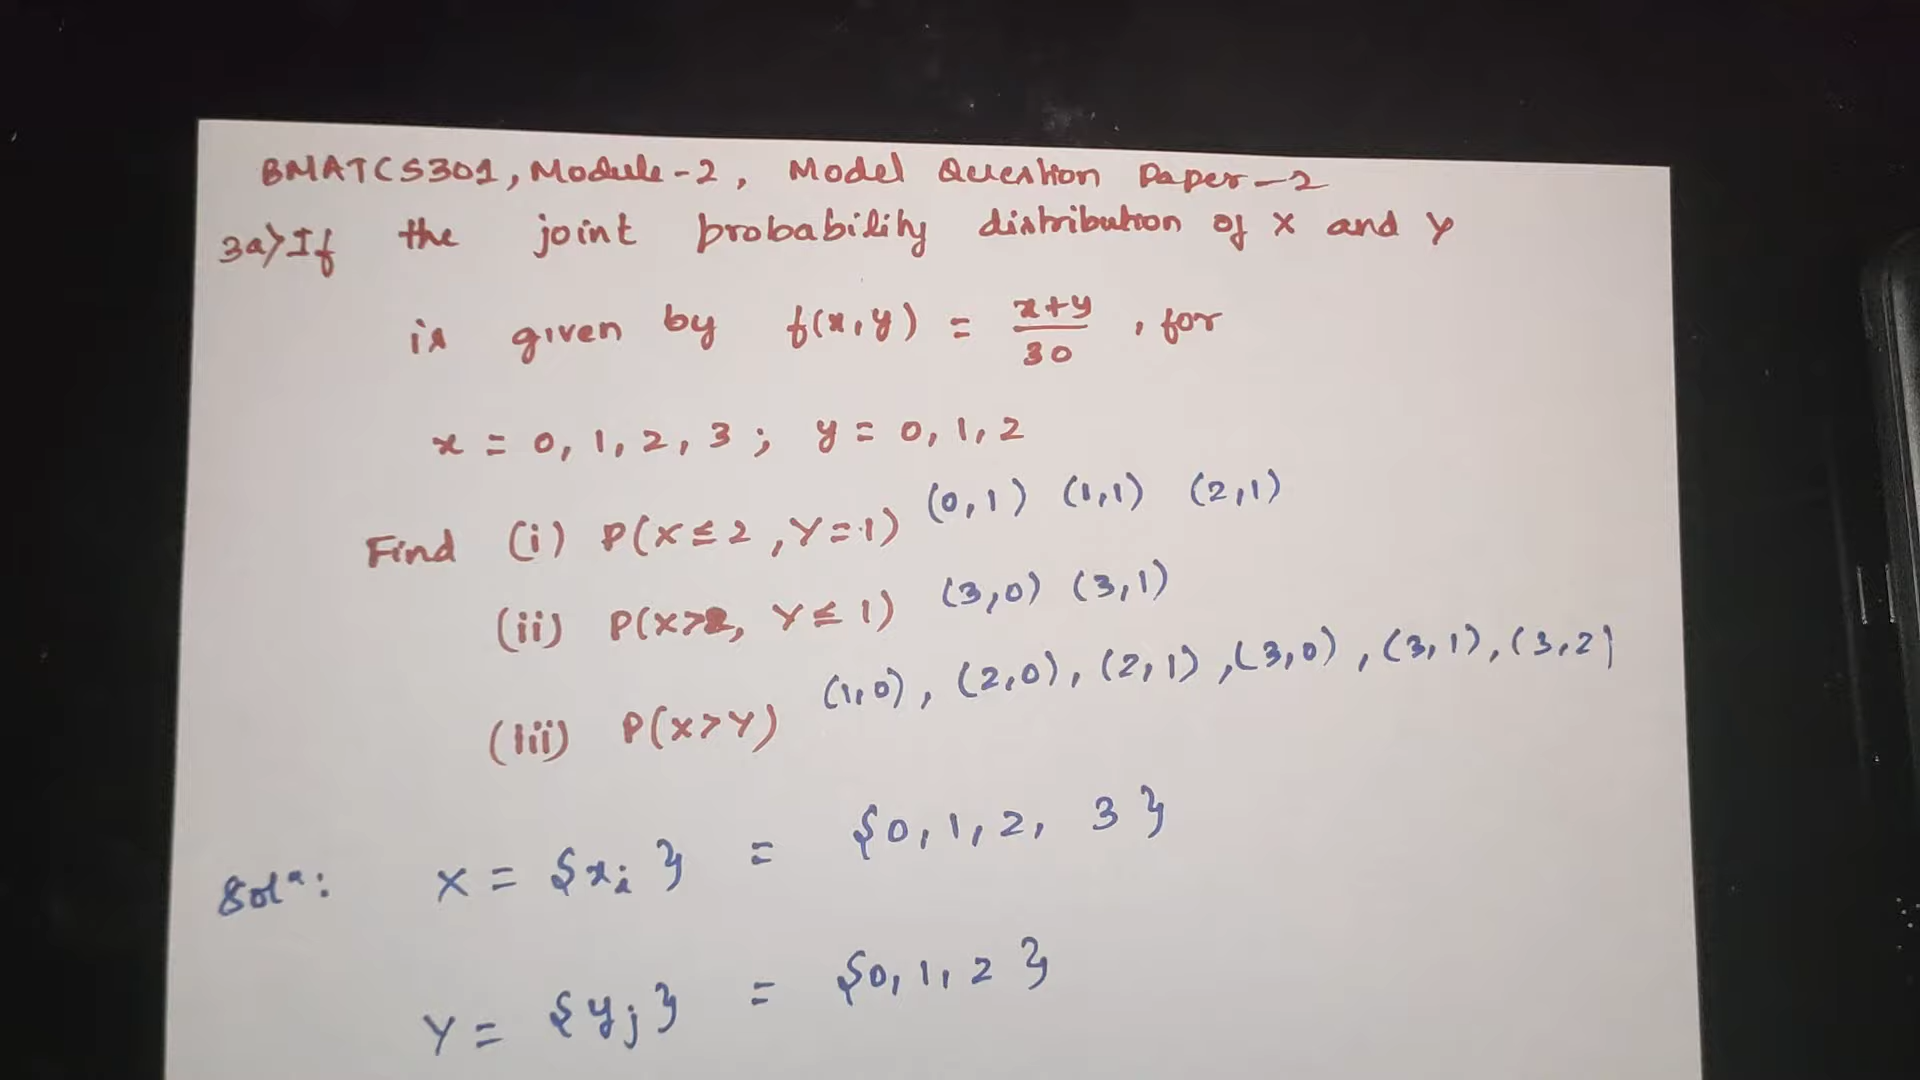 BMATCS301, Module-2, Model Question Paper-2
3a) If the joint probability distribution of X and Y
is given by f(x,y) = x+y/30, for
x = 0, 1, 2, 3; y = 0, 1, 2
Find (i) P(X≤2, Y=1) (0,1) (1,1) (2,1)
(ii) P(X>2, Y≤1) (3,0) (3,1)
(iii) P(X>Y) (1,0), (2,0), (2,1), (3,0), (3,1), (3,2)
Solⁿ: X = {xᵢ} = {0, 1, 2, 3}
Y = {yⱼ} = {0, 1, 2}